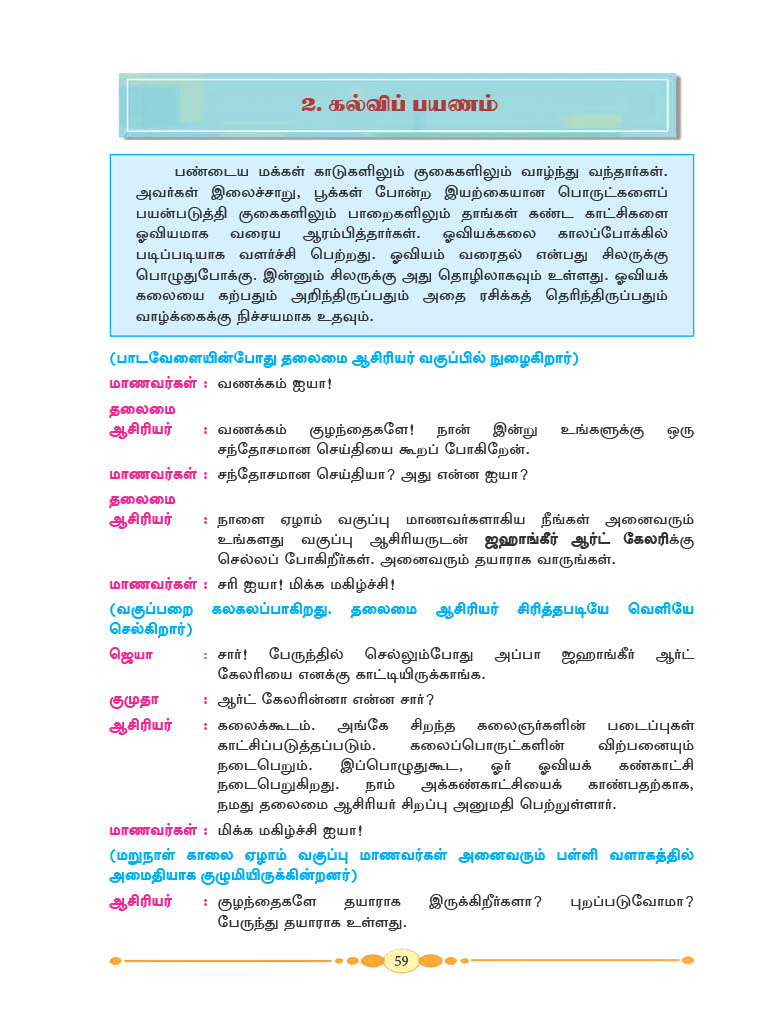 2. கல்விப் பயணம்
பண்டைய மக்கள் காடுகளிலும் குகைகளிலும் வாழ்ந்து வந்தார்கள்.
அவர்கள் இலைச்சாறு, பூக்கள் போன்ற இயற்கையான பொருட்களைப்
பயன்படுத்தி குகைகளிலும் பாறைகளிலும் தாங்கள் கண்ட காட்சிகளை
ஓவியமாக வரைய ஆரம்பித்தார்கள். ஓவியக்கலை காலப்போக்கில்
படிப்படியாக வளர்ச்சி பெற்றது. ஓவியம் வரைதல் என்பது சிலருக்கு
பொழுதுபோக்கு. இன்னும் சிலருக்கு அது தொழிலாகவும் உள்ளது. ஓவியக்
கலையை கற்பதும் அறிந்திருப்பதும் அதை ரசிக்கத் தெரிந்திருப்பதும்
வாழ்க்கைக்கு நிச்சயமாக உதவும்.
(பாடவேளையின்போது தலைமை ஆசிரியர் வகுப்பில் நுழைகிறார்)
மாணவர்கள் : வணக்கம் ஐயா!
தலைமை
ஆசிரியர் : வணக்கம் குழந்தைகளே! நான் இன்று உங்களுக்கு ஒரு
சந்தோசமான செய்தியை கூறப் போகிறேன்.
மாணவர்கள் : சந்தோசமான செய்தியா? அது என்ன ஐயா?
தலைமை
ஆசிரியர் : நாளை ஏழாம் வகுப்பு மாணவர்களாகிய நீங்கள் அனைவரும்
உங்களது வகுப்பு ஆசிரியருடன் ஜஹாங்கீர் ஆர்ட் கேலரிக்கு
செல்லப் போகிறீர்கள். அனைவரும் தயாராக வாருங்கள்.
மாணவர்கள் : சரி ஐயா! மிக்க மகிழ்ச்சி!
(வகுப்பறை கலகலப்பாகிறது. தலைமை ஆசிரியர் சிரித்தபடியே வெளியே
செல்கிறார்)
ஜெயா : சார்! பேருந்தில் செல்லும்போது அப்பா ஜஹாங்கீர் ஆர்ட்
கேலரியை எனக்கு காட்டியிருக்காங்க.
குமுதா : ஆர்ட் கேலரின்னா என்ன சார்?
ஆசிரியர் : கலைக்கூடம். அங்கே சிறந்த கலைஞர்களின் படைப்புகள்
காட்சிப்படுத்தப்படும். கலைப்பொருட்களின் விற்பனையும்
நடைபெறும். இப்பொழுதுகூட, ஓர் ஓவியக் கண்காட்சி
நடைபெறுகிறது. நாம் அக்கண்காட்சியைக் காண்பதற்காக,
நமது தலைமை ஆசிரியர் சிறப்பு அனுமதி பெற்றுள்ளார்.
மாணவர்கள் : மிக்க மகிழ்ச்சி ஐயா!
(மறுநாள் காலை ஏழாம் வகுப்பு மாணவர்கள் அனைவரும் பள்ளி வளாகத்தில்
அமைதியாக குழுமியிருக்கின்றனர்)
ஆசிரியர் : குழந்தைகளே தயாராக இருக்கிறீர்களா? புறப்படுவோமா?
பேருந்து தயாராக உள்ளது.
59